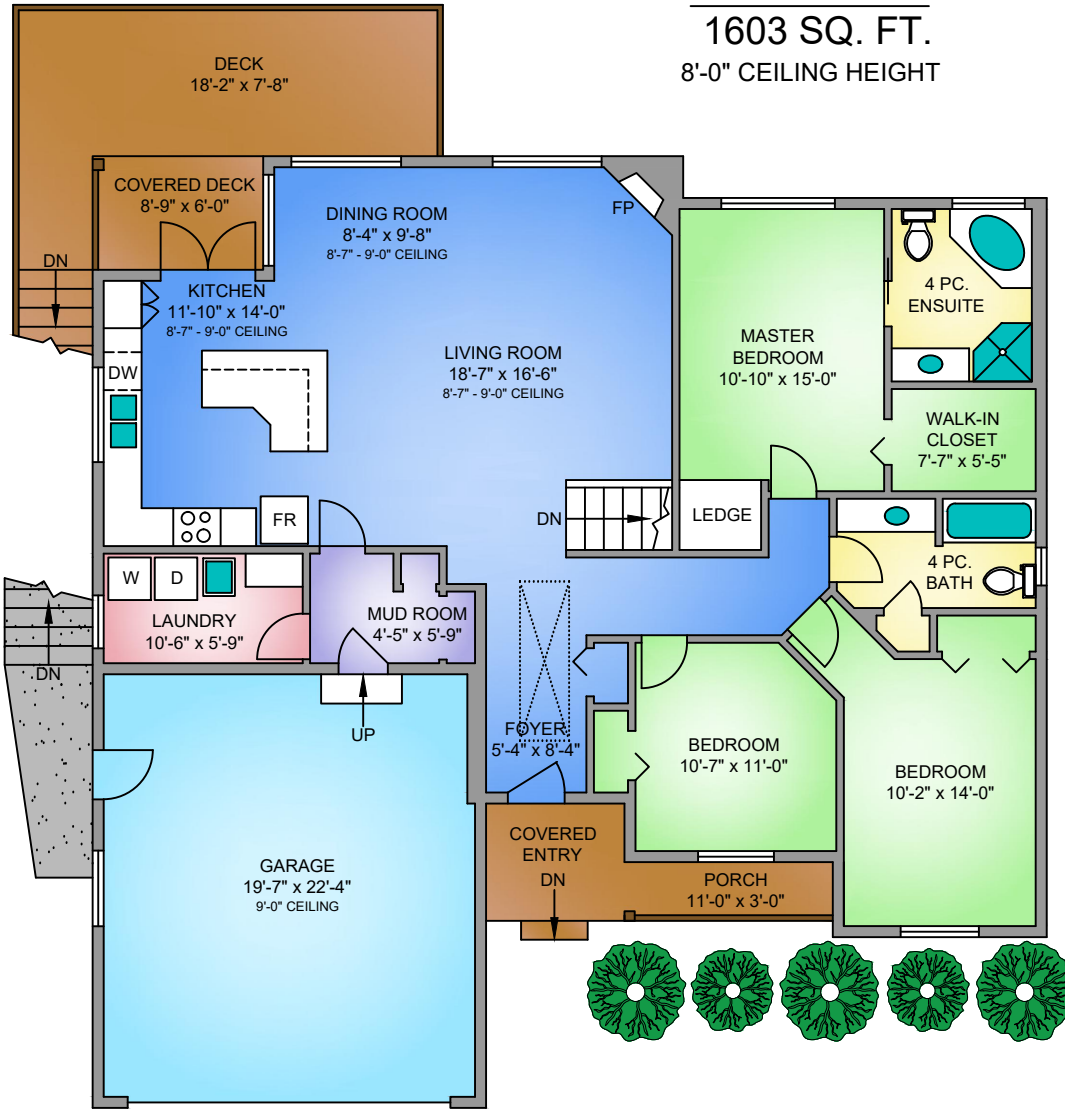 1603 SQ. FT.
8'-0" CEILING HEIGHT
DECK
18'-2" x 7'-8"
COVERED DECK
8'-9" x 6'-0"
DINING ROOM
8'-4" x 9'-8"
8'-7" - 9'-0" CEILING
FP
DN
KITCHEN
11'-10" x 14'-0"
8'-7" - 9'-0" CEILING
4 PC.
ENSUITE
LIVING ROOM
18'-7" x 16'-6"
8'-7" - 9'-0" CEILING
MASTER
BEDROOM
10'-10" x 15'-0"
DW
WALK-IN
CLOSET
7'-7" x 5'-5"
FR
DN
LEDGE
4 PC.
BATH
W
D
LAUNDRY
10'-6" x 5'-9"
MUD ROOM
4'-5" x 5'-9"
DN
UP
FOYER
5'-4" x 8'-4"
BEDROOM
10'-7" x 11'-0"
BEDROOM
10'-2" x 14'-0"
COVERED
ENTRY
DN
GARAGE
19'-7" x 22'-4"
9'-0" CEILING
PORCH
11'-0" x 3'-0"